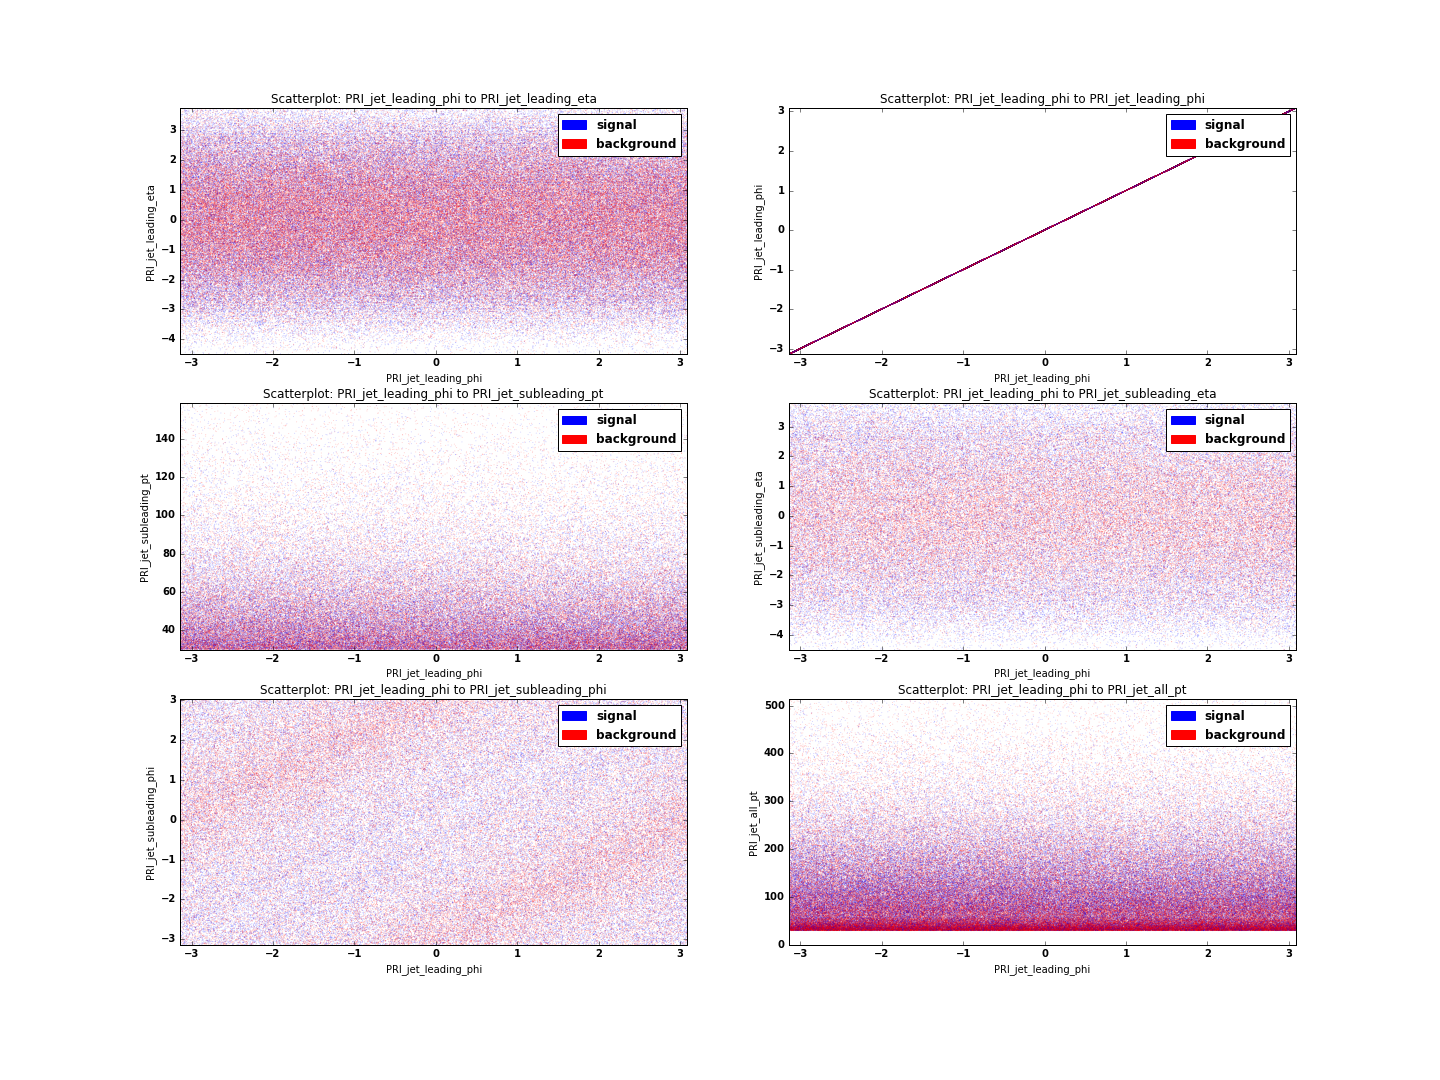 Scatterplot: PRI_jet_leading_phi to PRI_jet_leading_eta
signal
background
3
2
1
0
−1
−2
−3
−4
PRI_jet_leading_eta
−3 −2 −1 0 1 2 3
PRI_jet_leading_phi
Scatterplot: PRI_jet_leading_phi to PRI_jet_leading_phi
signal
background
3
2
1
0
−1
−2
−3
PRI_jet_leading_phi
−3 −2 −1 0 1 2 3
PRI_jet_leading_phi
Scatterplot: PRI_jet_leading_phi to PRI_jet_subleading_pt
signal
background
140
120
100
80
60
40
PRI_jet_subleading_pt
−3 −2 −1 0 1 2 3
PRI_jet_leading_phi
Scatterplot: PRI_jet_leading_phi to PRI_jet_subleading_eta
signal
background
3
2
1
0
−1
−2
−3
−4
PRI_jet_subleading_eta
−3 −2 −1 0 1 2 3
PRI_jet_leading_phi
Scatterplot: PRI_jet_leading_phi to PRI_jet_subleading_phi
signal
background
3
2
1
0
−1
−2
−3
PRI_jet_subleading_phi
−3 −2 −1 0 1 2 3
PRI_jet_leading_phi
Scatterplot: PRI_jet_leading_phi to PRI_jet_all_pt
signal
background
500
400
300
200
100
0
PRI_jet_all_pt
−3 −2 −1 0 1 2 3
PRI_jet_leading_phi